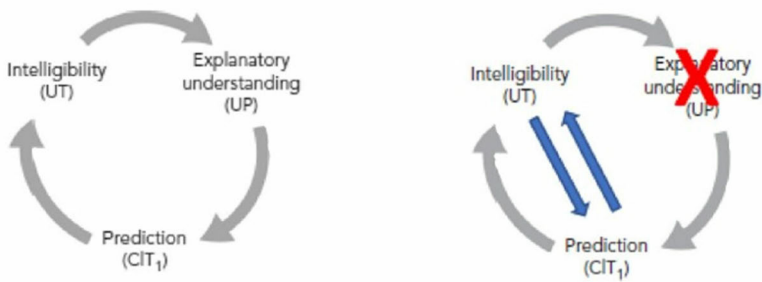 Intelligibility
(UT)
Explanatory
understanding
(UP)
Prediction
(CIT₁)
Intelligibility
(UT)
Explanatory
understanding
(UP)
Prediction
(CIT₁)